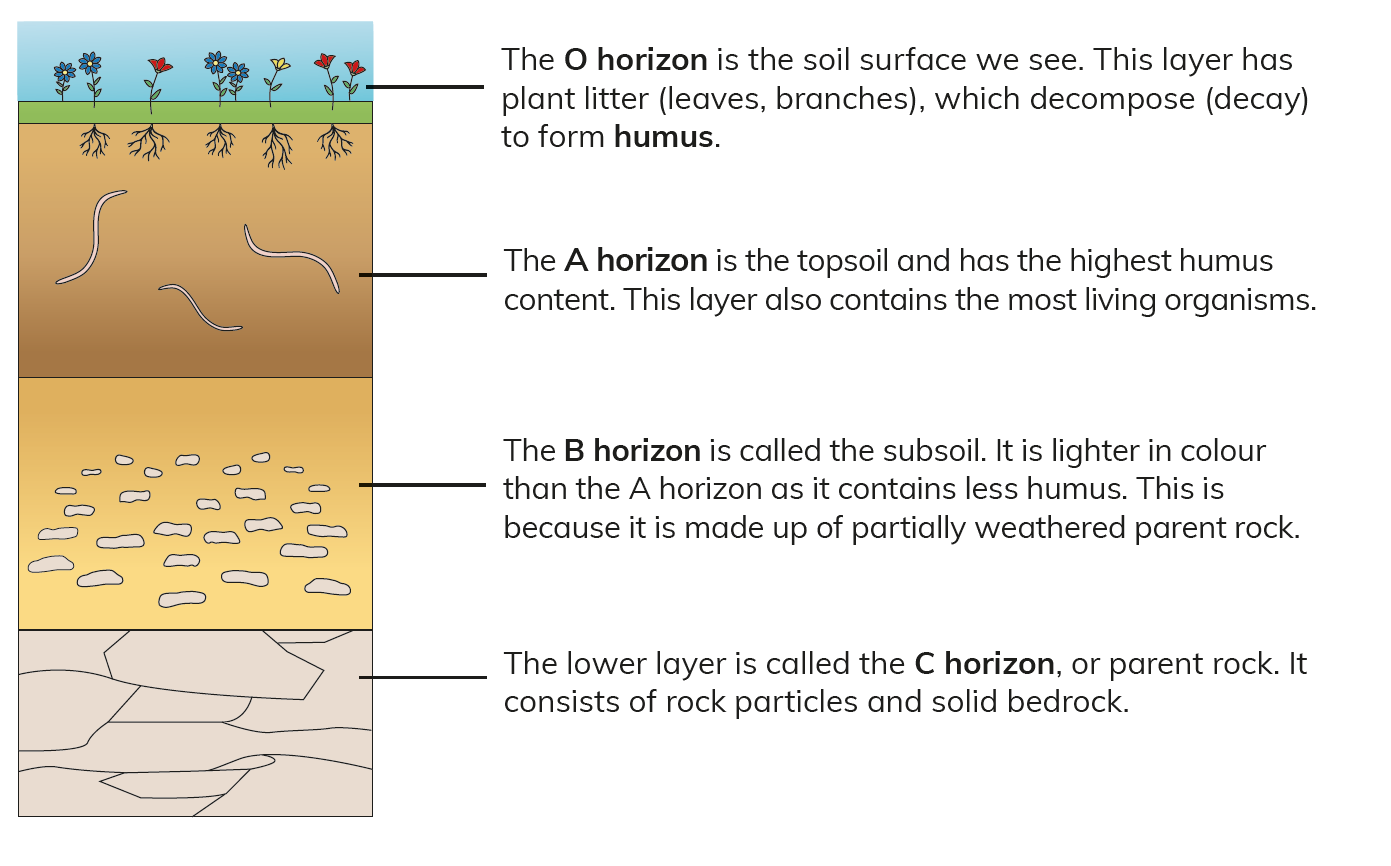 The O horizon is the soil surface we see. This layer has
plant litter (leaves, branches), which decompose (decay)
to form humus.
The A horizon is the topsoil and has the highest humus
content. This layer also contains the most living organisms.
The B horizon is called the subsoil. It is lighter in colour
than the A horizon as it contains less humus. This is
because it is made up of partially weathered parent rock.
The lower layer is called the C horizon, or parent rock. It
consists of rock particles and solid bedrock.